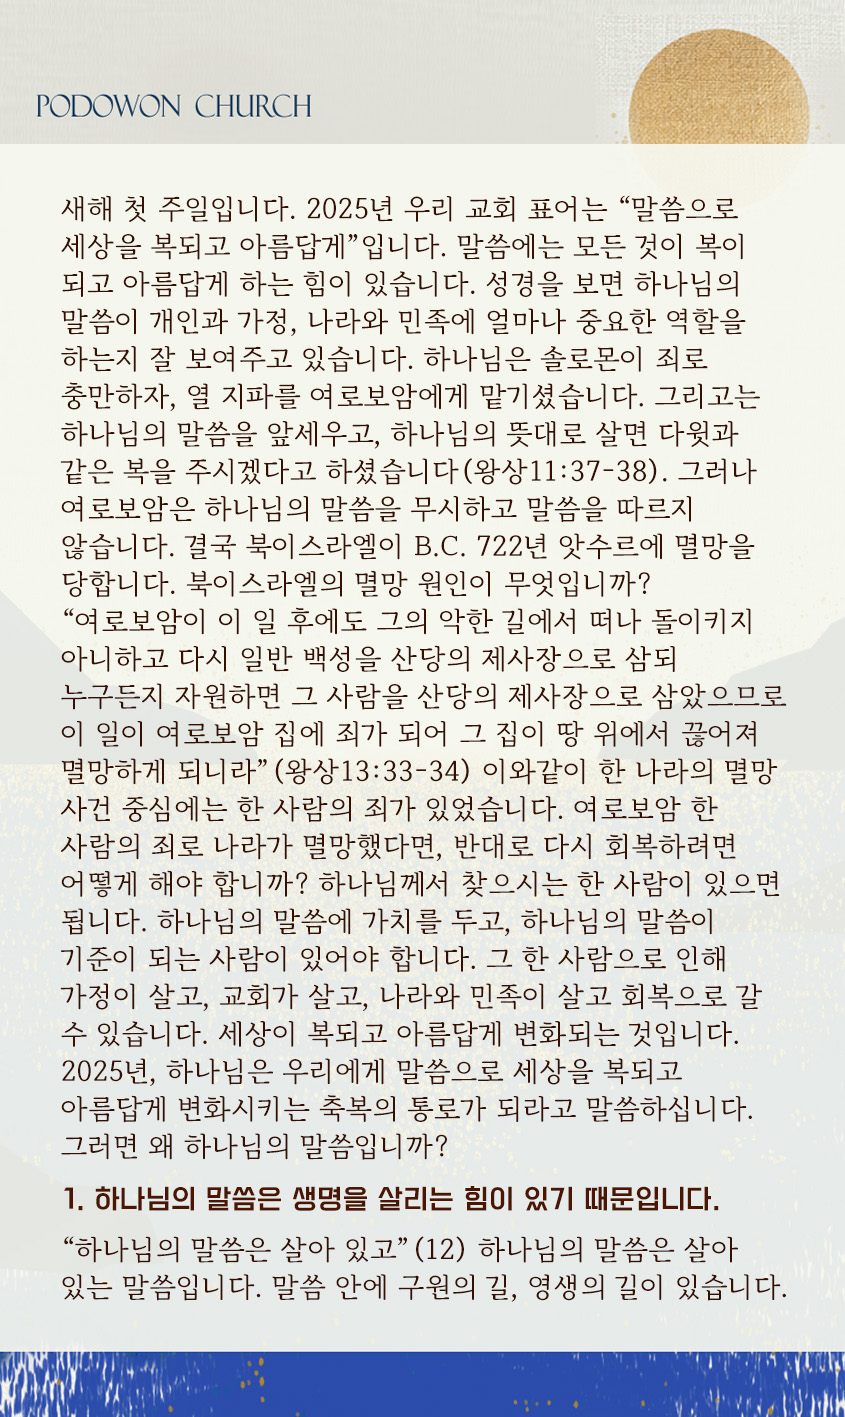 PODOWON CHURCH
새해 첫 주일입니다. 2025년 우리 교회 표어는 “말씀으로
세상을 복되고 아름답게”입니다. 말씀에는 모든 것이 복이
되고 아름답게 하는 힘이 있습니다. 성경을 보면 하나님의
말씀이 개인과 가정, 나라와 민족에 얼마나 중요한 역할을
하는지 잘 보여주고 있습니다. 하나님은 솔로몬이 죄로
충만하자, 열 지파를 여로보암에게 맡기셨습니다. 그리고는
하나님의 말씀을 앞세우고, 하나님의 뜻대로 살면 다윗과
같은 복을 주시겠다고 하셨습니다(왕상11:37-38). 그러나
여로보암은 하나님의 말씀을 무시하고 말씀을 따르지
않습니다. 결국 북이스라엘이 B.C. 722년 앗수르에 멸망을
당합니다. 북이스라엘의 멸망 원인이 무엇입니까?
“여로보암이 이 일 후에도 그의 악한 길에서 떠나 돌이키지
아니하고 다시 일반 백성을 산당의 제사장으로 삼되
누구든지 자원하면 그 사람을 산당의 제사장으로 삼았으므로
이 일이 여로보암 집에 죄가 되어 그 집이 땅 위에서 끊어져
멸망하게 되니라”(왕상13:33-34) 이와같이 한 나라의 멸망
사건 중심에는 한 사람의 죄가 있었습니다. 여로보암 한
사람의 죄로 나라가 멸망했다면, 반대로 다시 회복하려면
어떻게 해야 합니까? 하나님께서 찾으시는 한 사람이 있으면
됩니다. 하나님의 말씀에 가치를 두고, 하나님의 말씀이
기준이 되는 사람이 있어야 합니다. 그 한 사람으로 인해
가정이 살고, 교회가 살고, 나라와 민족이 살고 회복으로 갈
수 있습니다. 세상이 복되고 아름답게 변화되는 것입니다.
2025년, 하나님은 우리에게 말씀으로 세상을 복되고
아름답게 변화시키는 축복의 통로가 되라고 말씀하십니다.
그러면 왜 하나님의 말씀입니까?
1. 하나님의 말씀은 생명을 살리는 힘이 있기 때문입니다.
“하나님의 말씀은 살아 있고”(12) 하나님의 말씀은 살아
있는 말씀입니다. 말씀 안에 구원의 길, 영생의 길이 있습니다.